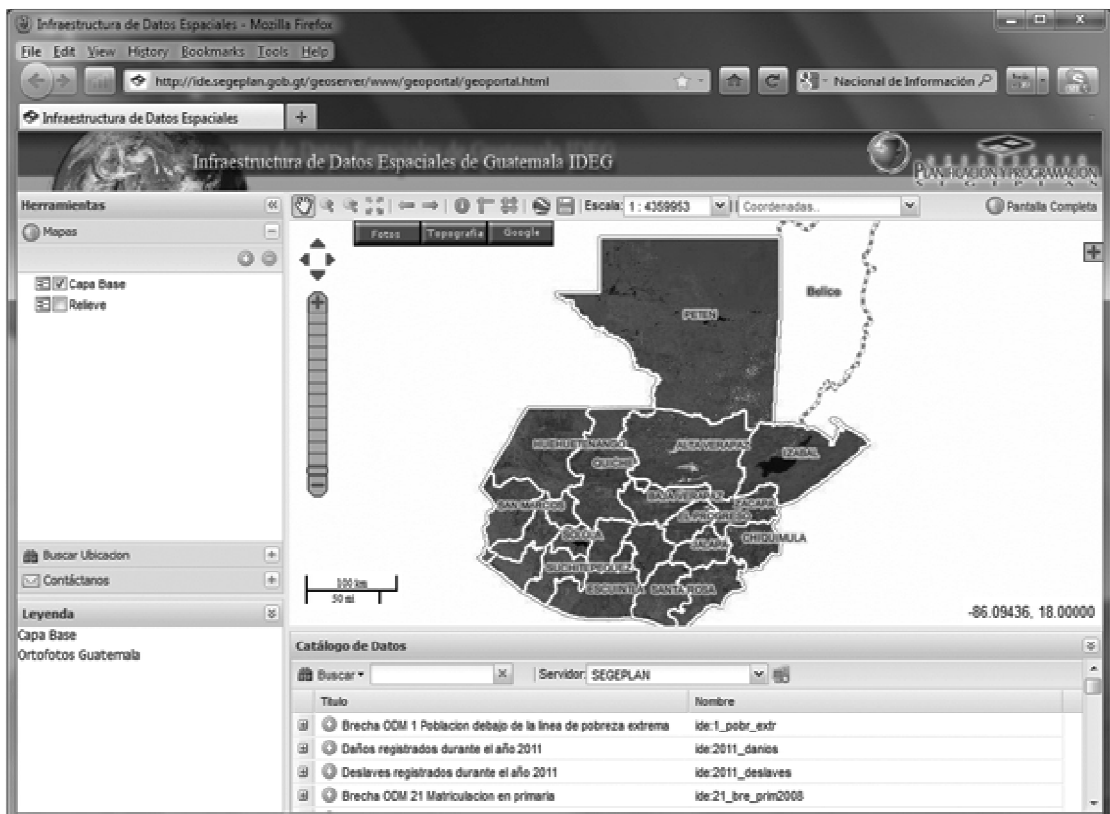 Infraestructura de Datos Espaciales - Mozilla Firefox
File Edit View History Bookmarks Tools Help
http://ide.segeplan.gob.gt/geoserver/www/geoportal/geoportal.html
Nacional de Información
Infraestructura de Datos Espaciales
Infraestructura de Datos Espaciales de Guatemala IDEG
PLANIFICACION Y PROGRAMACION
S E G E P L A N
Herramientas
Escala: 1 : 4359953
Coordenadas..
Pantalla Completa
Mapas
Fotos Topografia Google
Capa Base
Relieve
Belice
PETEN
HUEHUETENANGO
ALTA VERAPAZ
IZABAL
QUICHE
BAJA VERAPAZ
ZACAPA
SAN MARCOS
EL PROGRESO
SOLOLA
JALAPA
CHIQUIMULA
SUCHITEPEQUEZ
ESCUINTLA
SANTA ROSA
Buscar Ubicacion
Contáctanos
100 km
50 mi
-86.09436, 18.00000
Leyenda
Capa Base
Ortofotos Guatemala
Catálogo de Datos
Buscar
Servidor: SEGEPLAN
Titulo Nombre
Brecha ODM 1 Poblacion debajo de la linea de pobreza extrema ide:1_pobr_extr
Daños registrados durante el año 2011 ide:2011_danios
Deslaves registrados durante el año 2011 ide:2011_deslaves
Brecha ODM 21 Matriculacion en primaria ide:21_bre_prim2008